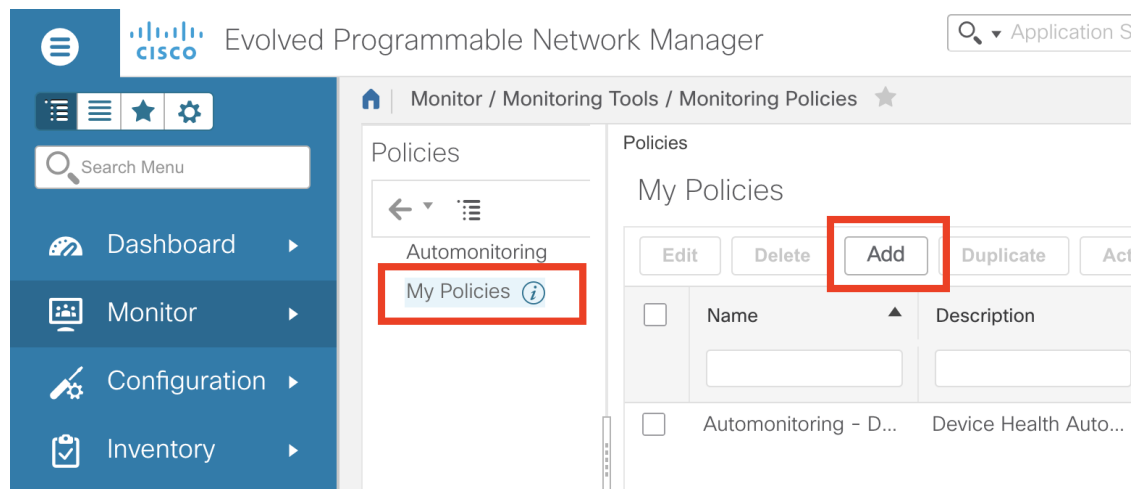 CISCO
Evolved Programmable Network Manager
Application S
Monitor / Monitoring Tools / Monitoring Policies
Search Menu
Dashboard
Monitor
Configuration
Inventory
Policies
Automonitoring
My Policies
Policies
My Policies
Edit Delete Add Duplicate Act
Name Description
Automonitoring - D... Device Health Auto...